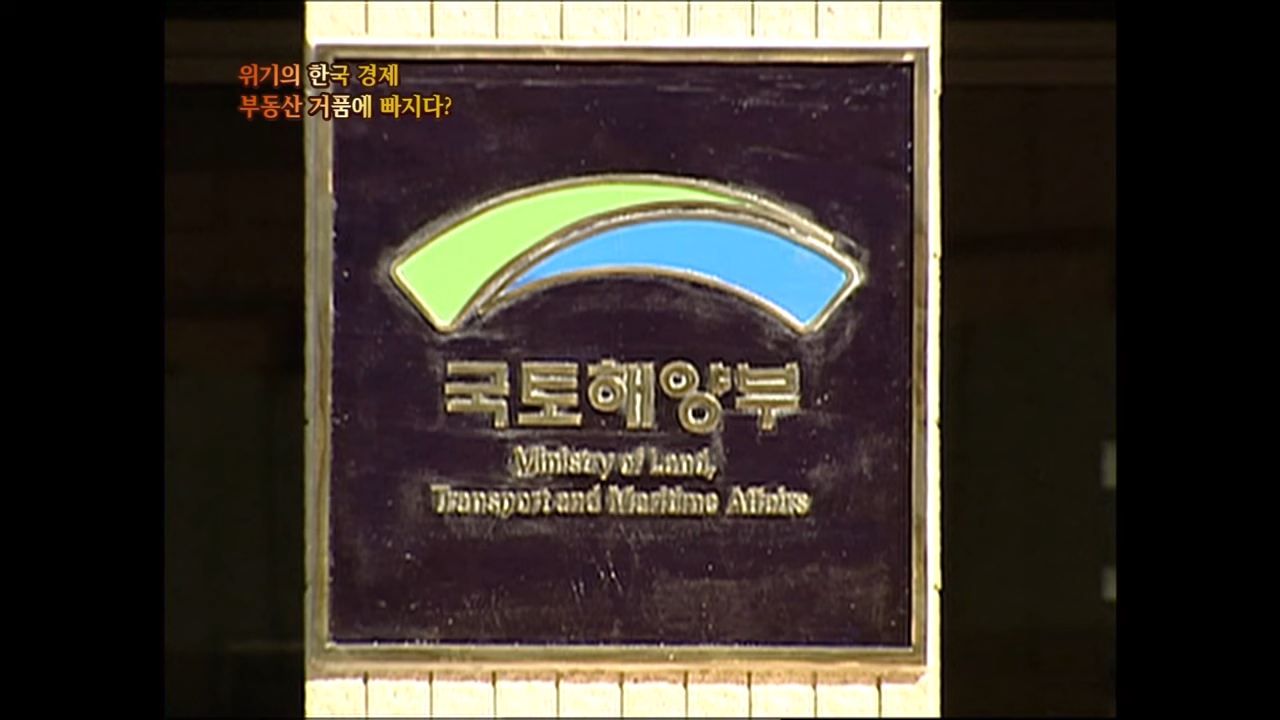 위기의 한국 경제
부동산 거품에 빠지다?
국토해양부
Ministry of Land,
Transport and Maritime Affairs